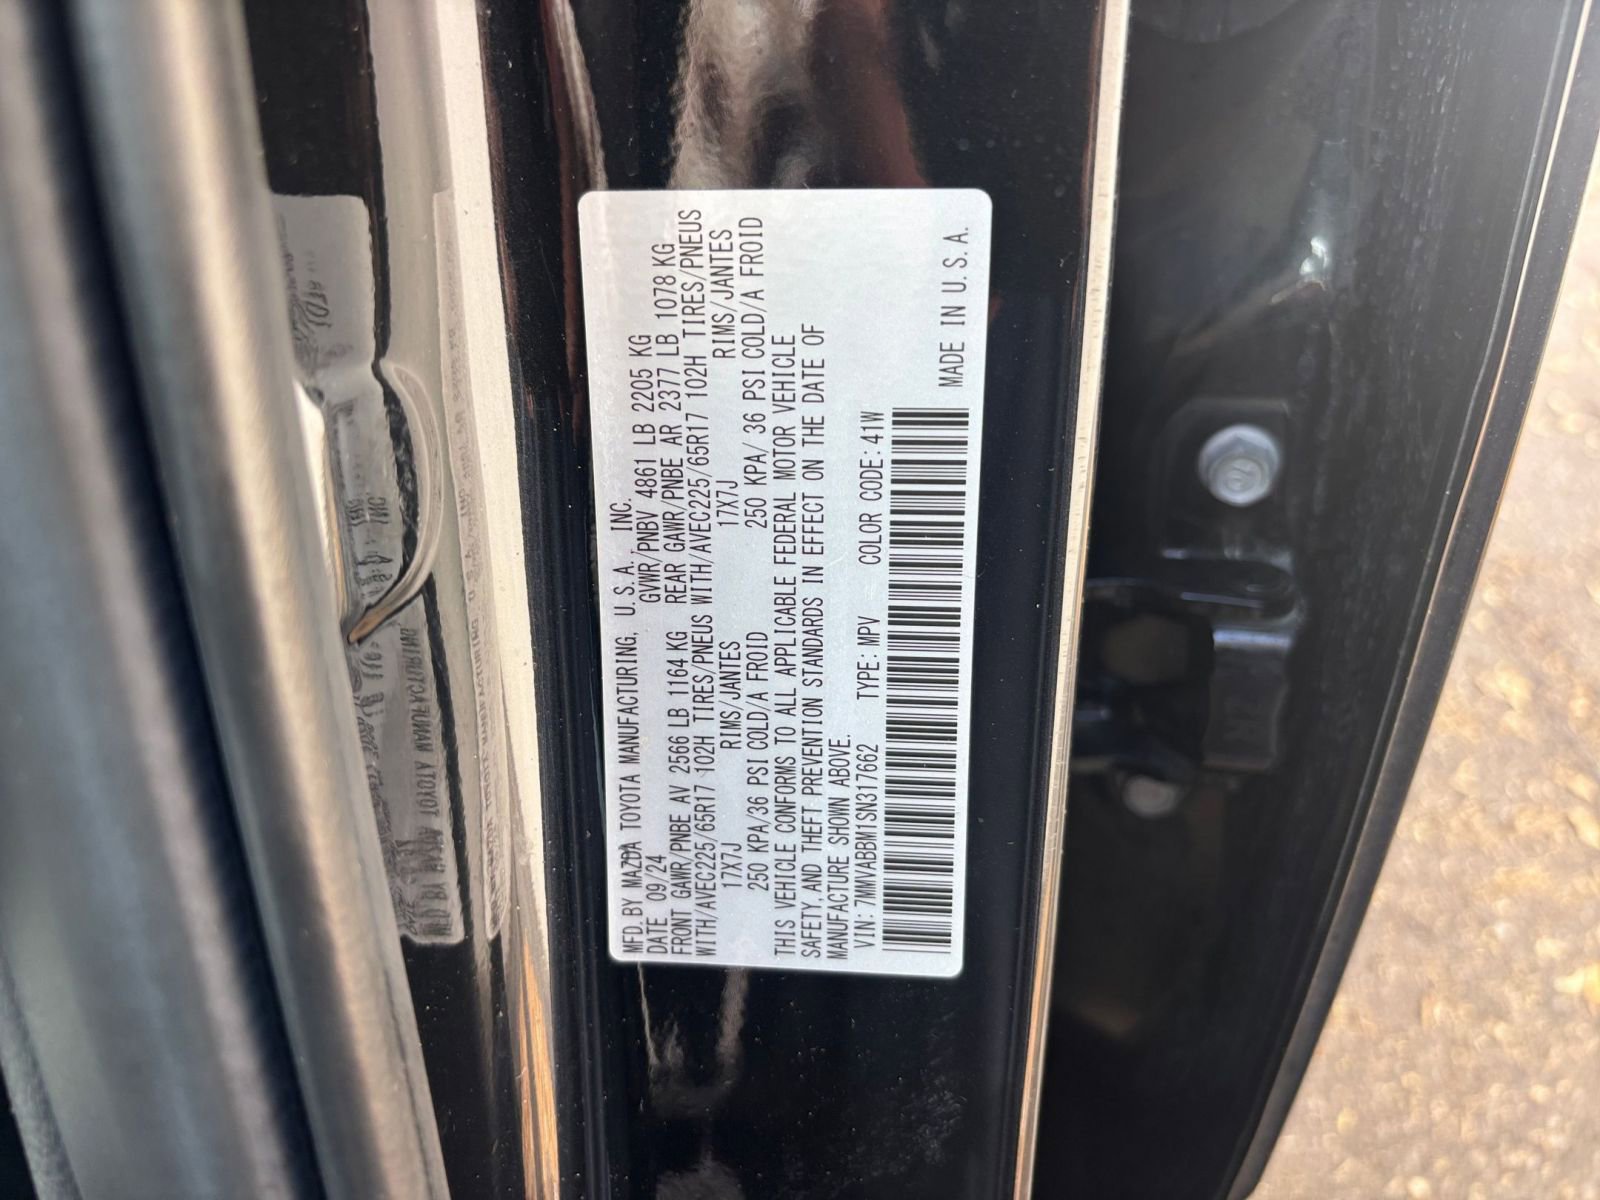 MFD. BY MAZDA TOYOTA MANUFACTURING, U.S.A., INC.
DATE 09/24 GVWR/PNBV 4861 LB 2205 KG
FRONT GAWR/PNBE AV 2566 LB 1164 KG REAR GAWR/PNBE AR 2377 LB 1078 KG
WITH/AVEC225/65R17 102H TIRES/PNEUS WITH/AVEC225/65R17 102H TIRES/PNEUS
17X7J RIMS/JANTES 17X7J RIMS/JANTES
250 KPA/36 PSI COLD/A FROID 250 KPA/ 36 PSI COLD/A FROID
THIS VEHICLE CONFORMS TO ALL APPLICABLE FEDERAL MOTOR VEHICLE
SAFETY, AND THEFT PREVENTION STANDARDS IN EFFECT ON THE DATE OF
MANUFACTURE SHOWN ABOVE.
VIN: 7MMVABBM1SN317662 TYPE: MPV COLOR CODE: 41W
MADE IN U.S.A.